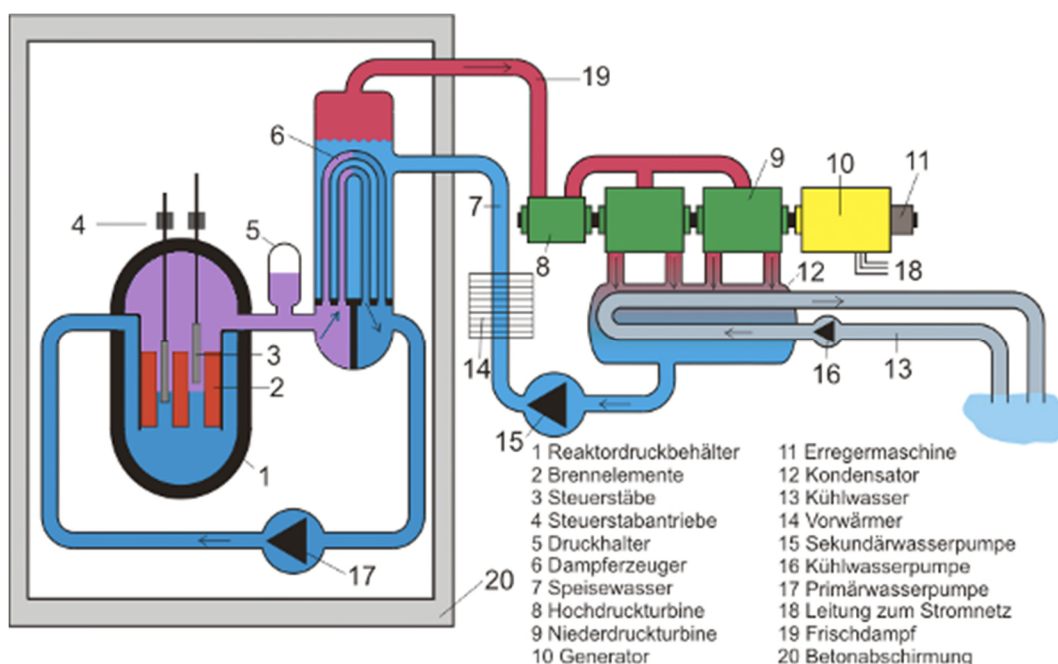 19
6
9
10
11
4
5
7
8
12
18
3
14
2
16
13
15
1
17
20
1 Reaktordruckbehälter
2 Brennelemente
3 Steuerstäbe
4 Steuerstabantriebe
5 Druckhalter
6 Dampferzeuger
7 Speisewasser
8 Hochdruckturbine
9 Niederdruckturbine
10 Generator
11 Erregermaschine
12 Kondensator
13 Kühlwasser
14 Vorwärmer
15 Sekundärwasserpumpe
16 Kühlwasserpumpe
17 Primärwasserpumpe
18 Leitung zum Stromnetz
19 Frischdampf
20 Betonabschirmung